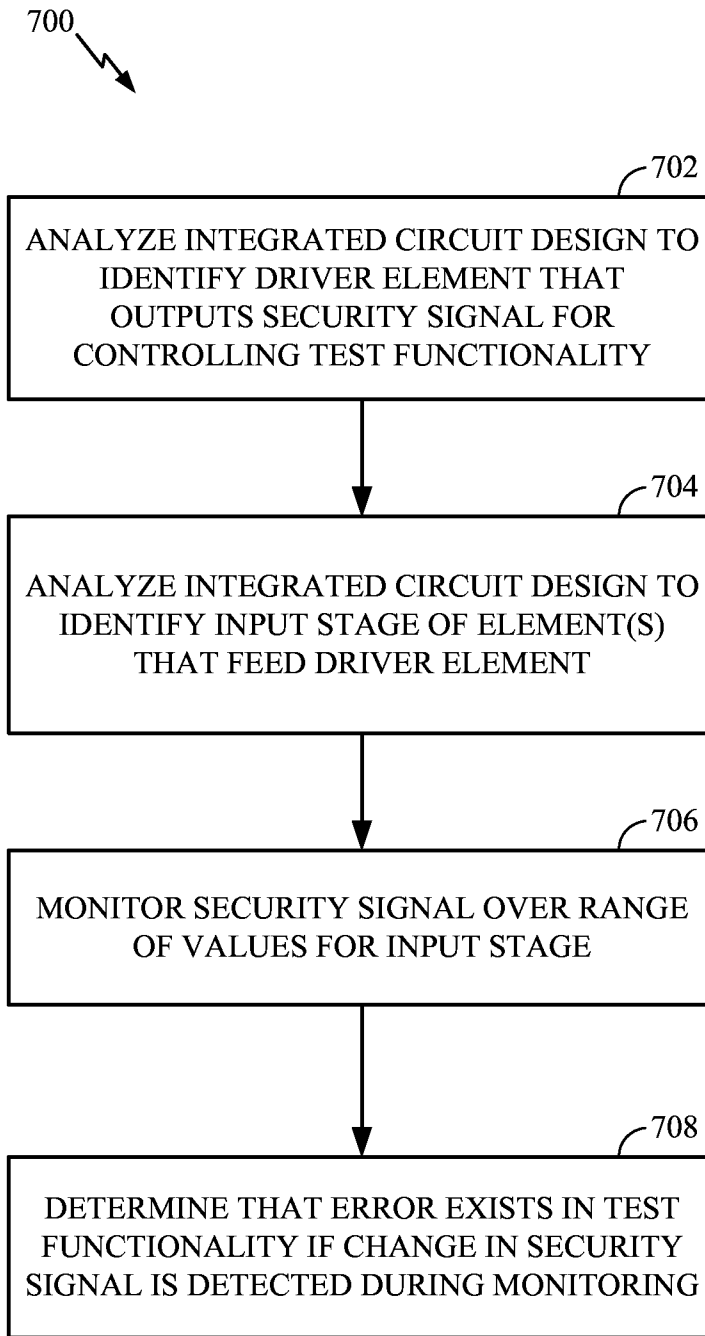 700
702
ANALYZE INTEGRATED CIRCUIT DESIGN TO
IDENTIFY DRIVER ELEMENT THAT
OUTPUTS SECURITY SIGNAL FOR
CONTROLLING TEST FUNCTIONALITY
704
ANALYZE INTEGRATED CIRCUIT DESIGN TO
IDENTIFY INPUT STAGE OF ELEMENT(S)
THAT FEED DRIVER ELEMENT
706
MONITOR SECURITY SIGNAL OVER RANGE
OF VALUES FOR INPUT STAGE
708
DETERMINE THAT ERROR EXISTS IN TEST
FUNCTIONALITY IF CHANGE IN SECURITY
SIGNAL IS DETECTED DURING MONITORING